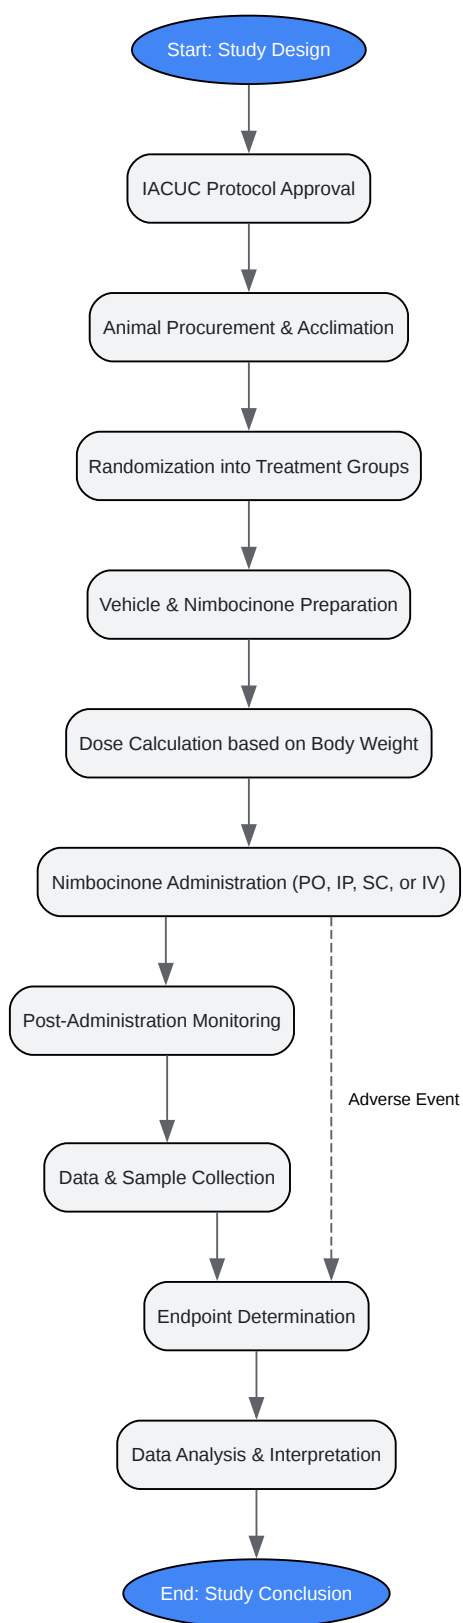 Start: Study Design
IACUC Protocol Approval
Animal Procurement & Acclimation
Randomization into Treatment Groups
Vehicle & Nimbocinone Preparation
Dose Calculation based on Body Weight
Nimbocinone Administration (PO, IP, SC, or IV)
Post-Administration Monitoring
Adverse Event
Data & Sample Collection
Endpoint Determination
Data Analysis & Interpretation
End: Study Conclusion